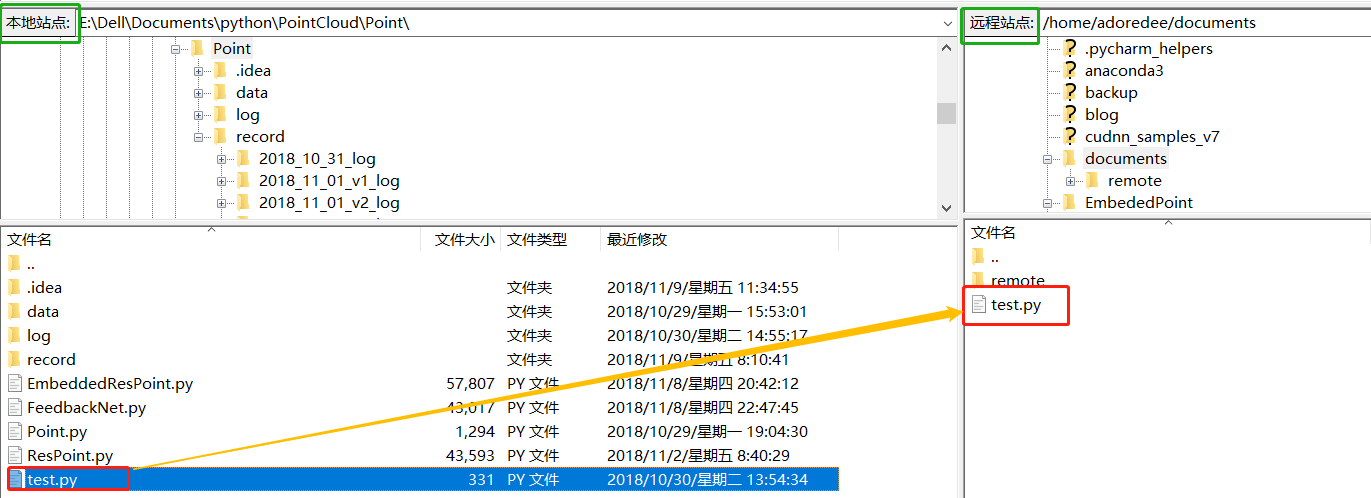 本地站点: E:\Dell\Documents\python\PointCloud\Point\
Point
.idea
data
log
record
2018_10_31_log
2018_11_01_v1_log
2018_11_01_v2_log
文件名 文件大小 文件类型 最近修改
..
.idea 文件夹 2018/11/9/星期五 11:34:55
data 文件夹 2018/10/29/星期一 15:53:01
log 文件夹 2018/10/30/星期二 14:55:17
record 文件夹 2018/11/9/星期五 8:10:41
EmbeddedResPoint.py 57,807 PY 文件 2018/11/8/星期四 20:42:12
FeedbackNet.py 43,017 PY 文件 2018/11/8/星期四 22:47:45
Point.py 1,294 PY 文件 2018/10/29/星期一 19:04:30
ResPoint.py 43,593 PY 文件 2018/11/2/星期五 8:40:29
test.py 331 PY 文件 2018/10/30/星期二 13:54:34
远程站点: /home/adoredee/documents
.pycharm_helpers
anaconda3
backup
blog
cudnn_samples_v7
documents
remote
EmbededPoint
文件名
..
remote
test.py